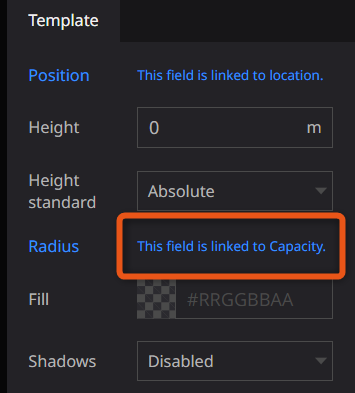 Template
Position This field is linked to location.
Height 0 m
Height
standard Absolute
Radius This field is linked to Capacity.
Fill #RRGGBBAA
Shadows Disabled